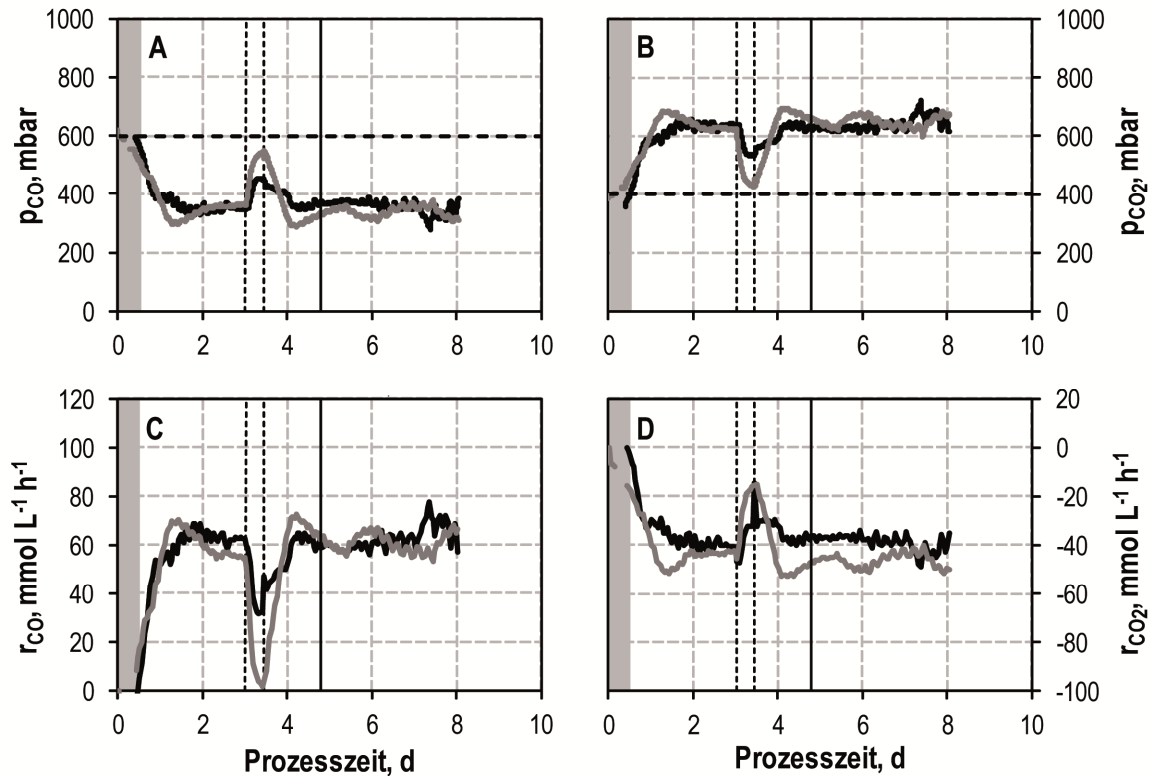 A
B
p_CO, mbar
1000
800
600
400
200
0
0 2 4 6 8 10
1000
800
600
400
200
0
0 2 4 6 8 10
p_CO2, mbar
C
D
r_CO, mmol L⁻¹ h⁻¹
120
100
80
60
40
20
0
0 2 4 6 8 10
Prozesszeit, d
20
0
-20
-40
-60
-80
-100
0 2 4 6 8 10
Prozesszeit, d
r_CO2, mmol L⁻¹ h⁻¹